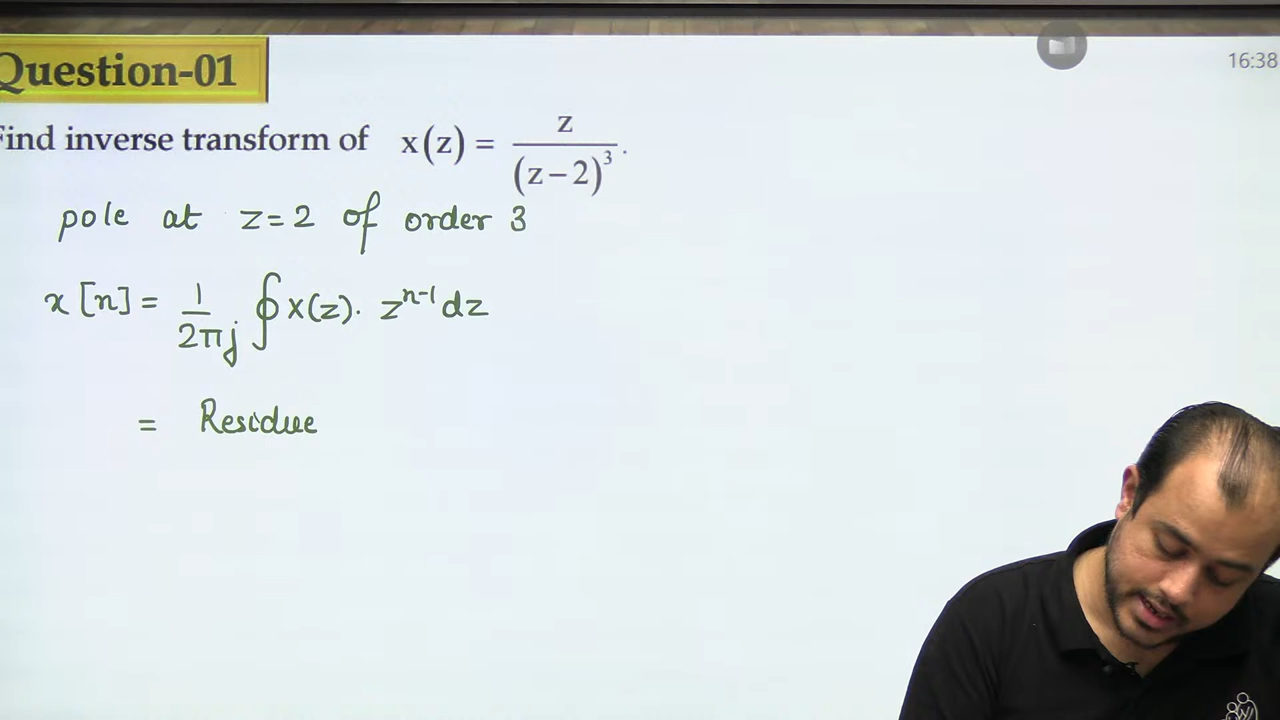 Question-01
16:38
Find inverse transform of x(z) = z/(z-2)³.
pole at z=2 of order 3
x[n] = 1/2πj ∮ X(z). z^{n-1} dz
= Residue